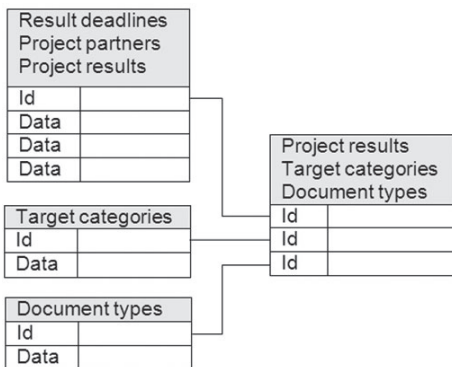 Result deadlines
Project partners
Project results
Id
Data
Data
Data
Target categories
Id
Data
Document types
Id
Data
Project results
Target categories
Document types
Id
Id
Id